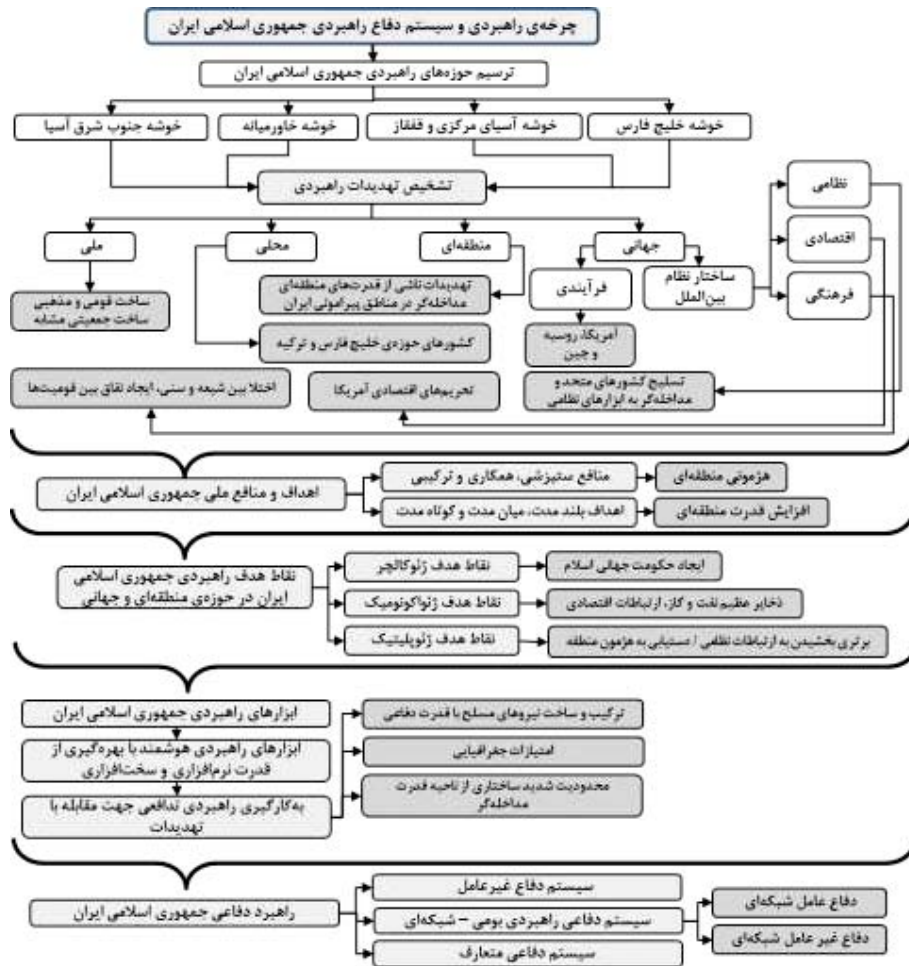 چرخه‌ی راهبردی و سیستم دفاع راهبردی جمهوری اسلامی ایران
ترسیم حوزه‌های راهبردی جمهوری اسلامی ایران
خوشه خلیج فارس
خوشه آسیای مرکزی و قفقاز
خوشه خاورمیانه
خوشه جنوب شرق آسیا
تشخیص تهدیدات راهبردی
نظامی
اقتصادی
فرهنگی
جهانی
منطقه‌ای
محلی
ملی
ساختار نظام
بین‌الملل
فرآیندی
تهدیدات ناشی از قدرت‌های منطقه‌ای
مداخله‌گر در مناطق پیرامونی ایران
ساخت قومی و مذهبی
ساخت جمعیتی مشابه
آمریکا، روسیه
و چین
کشورهای حوزه‌ی خلیج فارس و ترکیه
تسلیح کشورهای متحد و
مداخله‌گر به ابزارهای نظامی
تحریم‌های اقتصادی آمریکا
اختلا بین شیعه و سنی، ایجاد نفاق بین قومیت‌ها
اهداف و منافع ملی جمهوری اسلامی ایران
منافع ستیزشی، همکاری و ترکیبی
هژمونی منطقه‌ای
اهداف بلند مدت، میان مدت و کوتاه مدت
افزایش قدرت منطقه‌ای
نقاط هدف راهبردی جمهوری اسلامی
ایران در حوزه‌ی منطقه‌ای و جهانی
نقاط هدف ژئوکالچر
ایجاد حکومت جهانی اسلام
نقاط هدف ژئواکونومیک
ذخایر عظیم نفت و گاز، ارتباطات اقتصادی
نقاط هدف ژئوپلیتیک
برتری بخشیدن به ارتباطات نظامی / دستیابی به هژمون منطقه
ابزارهای راهبردی جمهوری اسلامی ایران
ابزارهای راهبردی هوشمند با بهره‌گیری از
قدرت نرم‌افزاری و سخت‌افزاری
به‌کارگیری راهبردی تدافعی جهت مقابله با
تهدیدات
ترکیب و ساخت نیروهای مسلح با قدرت دفاعی
امتیازات جغرافیایی
محدودیت شدید ساختاری از ناحیه قدرت
مداخله‌گر
راهبرد دفاعی جمهوری اسلامی ایران
سیستم دفاع غیرعامل
سیستم دفاعی راهبردی بومی – شبکه‌ای
سیستم دفاعی متعارف
دفاع عامل شبکه‌ای
دفاع غیر عامل شبکه‌ای